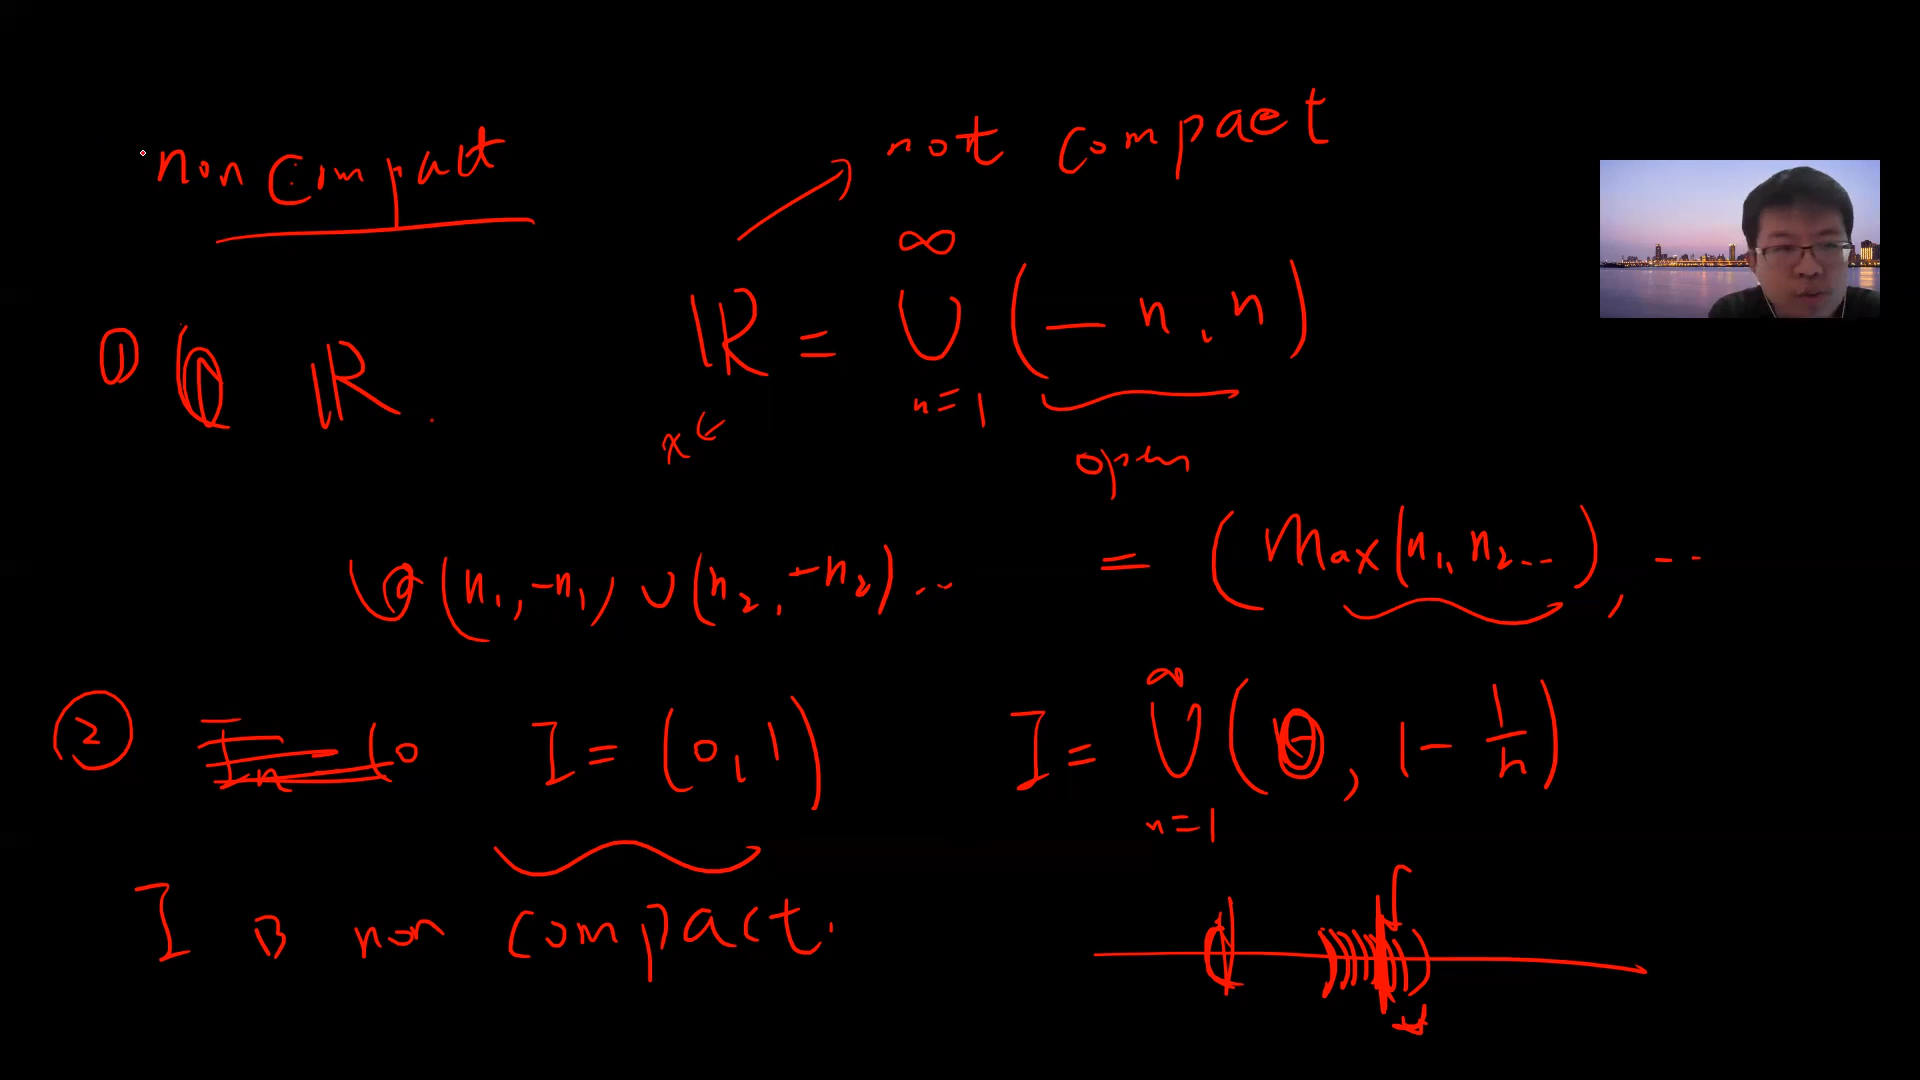 non compact
not compact
① ℝ.
ℝ = ∞ ∪ n=1 (-n, n)
x ∈
open
(n₁, -n₁) ∪ (n₂, -n₂) ...
= (Max(n₁, n₂...), ...
② I = (0, 1)
I = ∞ ∪ n=1 (0, 1 - 1/n)
I is non compact.